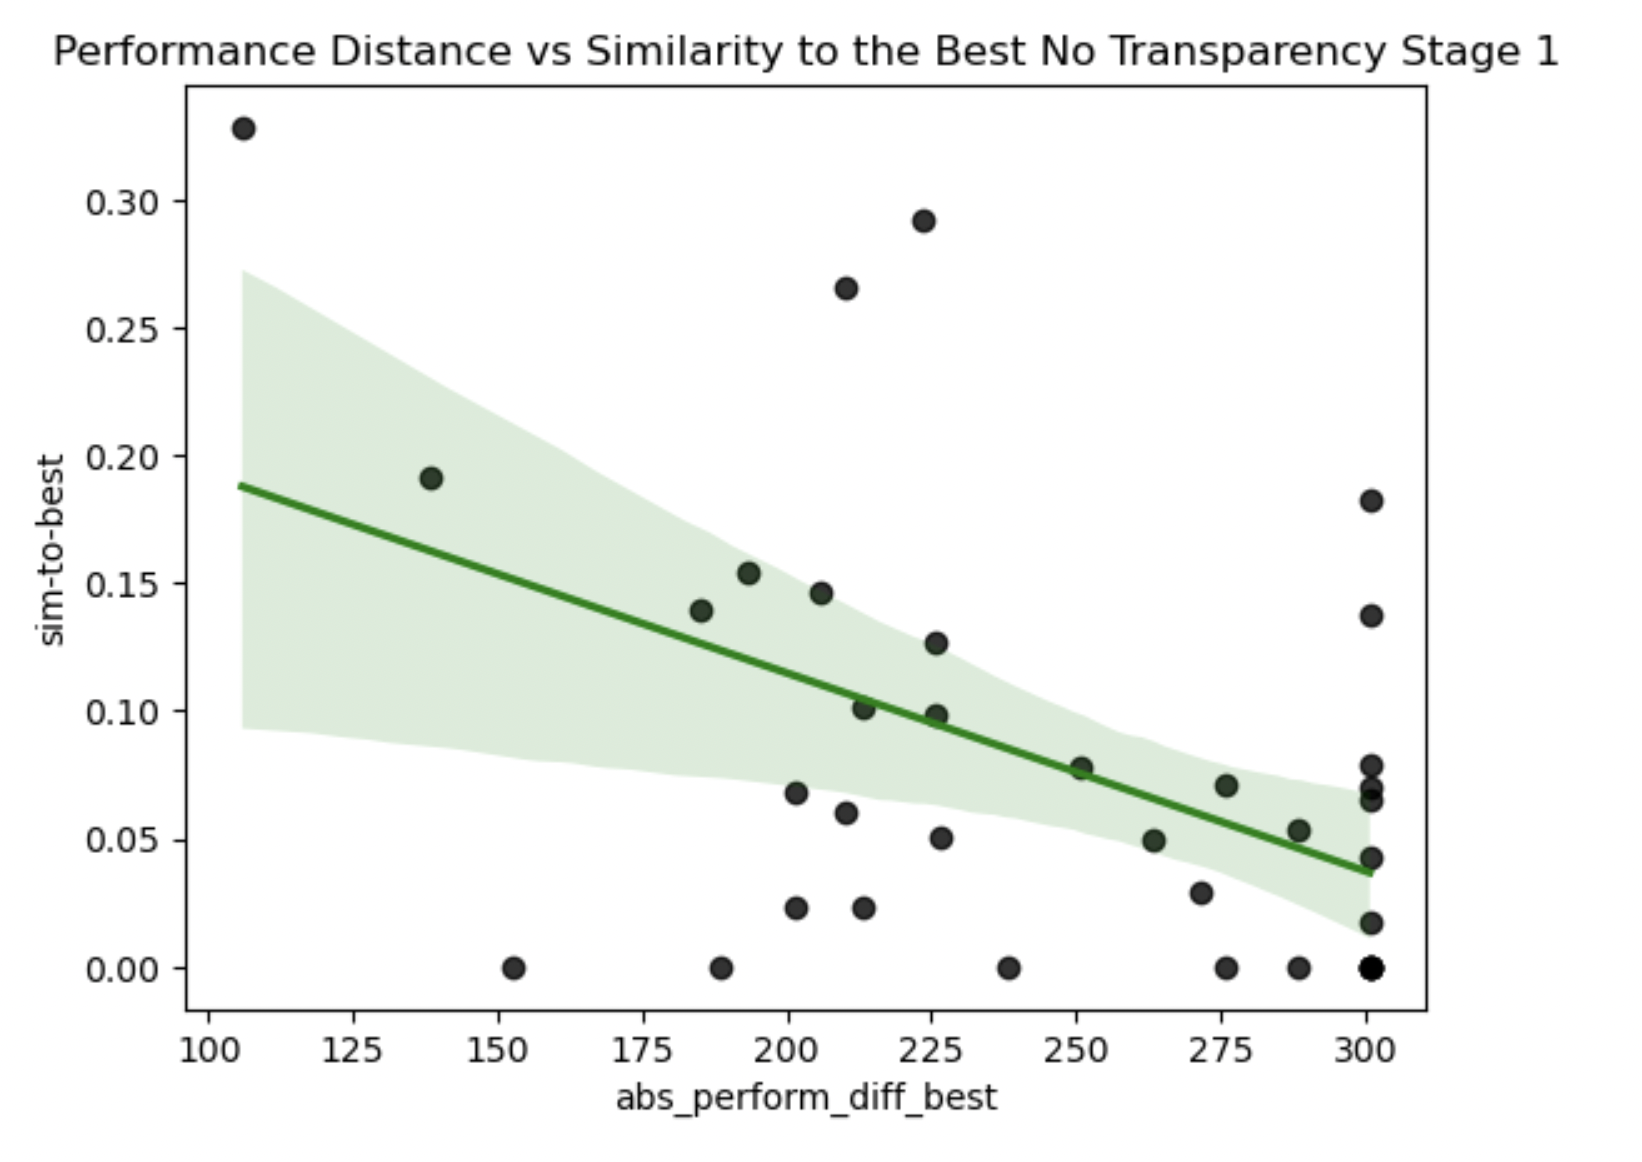 Performance Distance vs Similarity to the Best No Transparency Stage 1
0.30
0.25
0.20
0.15
0.10
0.05
0.00
sim-to-best
100 125 150 175 200 225 250 275 300
abs_perform_diff_best